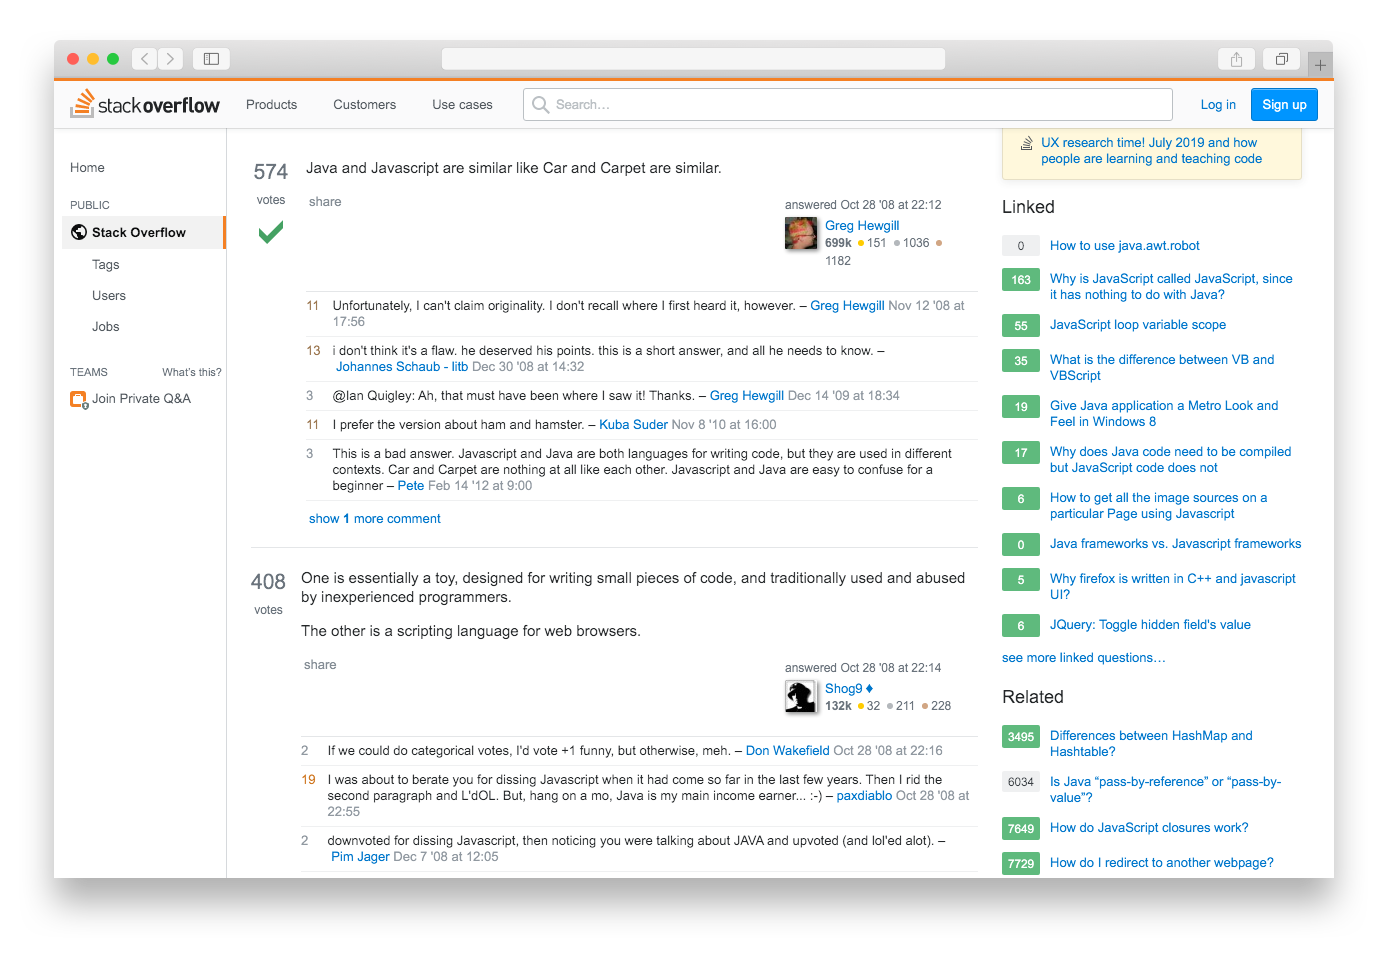 stackoverflow
Products
Customers
Use cases
Search...
Log in
Sign up
Home
PUBLIC
Stack Overflow
Tags
Users
Jobs
TEAMS
What's this?
Join Private Q&A
574
votes
Java and Javascript are similar like Car and Carpet are similar.
share
answered Oct 28 '08 at 22:12
Greg Hewgill
699k 151 1036
1182
11 Unfortunately, I can't claim originality. I don't recall where I first heard it, however. – Greg Hewgill Nov 12 '08 at
17:56
13 i don't think it's a flaw. he deserved his points. this is a short answer, and all he needs to know. –
Johannes Schaub - litb Dec 30 '08 at 14:32
3 @Ian Quigley: Ah, that must have been where I saw it! Thanks. – Greg Hewgill Dec 14 '09 at 18:34
11 I prefer the version about ham and hamster. – Kuba Suder Nov 8 '10 at 16:00
3 This is a bad answer. Javascript and Java are both languages for writing code, but they are used in different
contexts. Car and Carpet are nothing at all like each other. Javascript and Java are easy to confuse for a
beginner – Pete Feb 14 '12 at 9:00
show 1 more comment
408
votes
One is essentially a toy, designed for writing small pieces of code, and traditionally used and abused
by inexperienced programmers.
The other is a scripting language for web browsers.
share
answered Oct 28 '08 at 22:14
Shog9 ♦
132k 32 211 228
2 If we could do categorical votes, I'd vote +1 funny, but otherwise, meh. – Don Wakefield Oct 28 '08 at 22:16
19 I was about to berate you for dissing Javascript when it had come so far in the last few years. Then I rid the
second paragraph and L'dOL. But, hang on a mo, Java is my main income earner... :-) – paxdiablo Oct 28 '08 at
22:55
2 downvoted for dissing Javascript, then noticing you were talking about JAVA and upvoted (and lol'ed alot). –
Pim Jager Dec 7 '08 at 12:05
UX research time! July 2019 and how
people are learning and teaching code
Linked
0 How to use java.awt.robot
163 Why is JavaScript called JavaScript, since
it has nothing to do with Java?
55 JavaScript loop variable scope
35 What is the difference between VB and
VBScript
19 Give Java application a Metro Look and
Feel in Windows 8
17 Why does Java code need to be compiled
but JavaScript code does not
6 How to get all the image sources on a
particular Page using Javascript
0 Java frameworks vs. Javascript frameworks
5 Why firefox is written in C++ and javascript
UI?
6 JQuery: Toggle hidden field's value
see more linked questions…
Related
3495 Differences between HashMap and
Hashtable?
6034 Is Java “pass-by-reference” or “pass-by-
value”?
7649 How do JavaScript closures work?
7729 How do I redirect to another webpage?